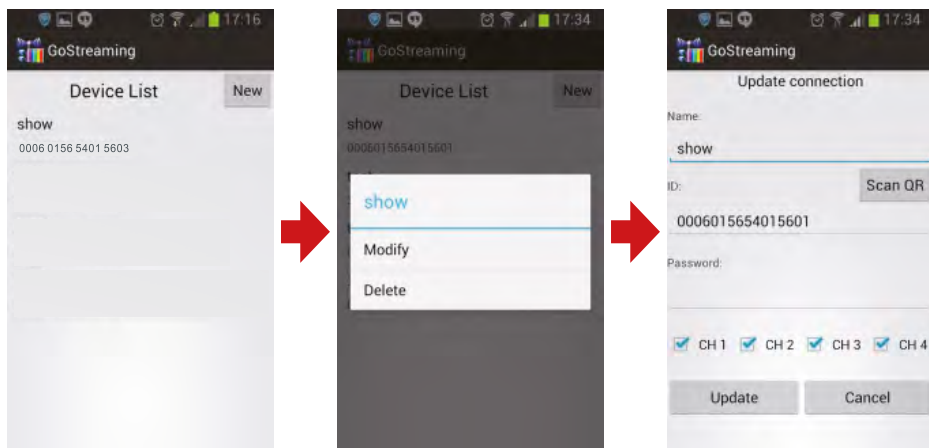 17:16
GoStreaming
Device List
New
show
0006 0156 5401 5603
17:34
GoStreaming
Device List
New
show
0006015654015601
show
Modify
Delete
17:34
GoStreaming
Update connection
Name:
show
ID:
Scan QR
0006015654015601
Password:
CH 1 CH 2 CH 3 CH 4
Update
Cancel